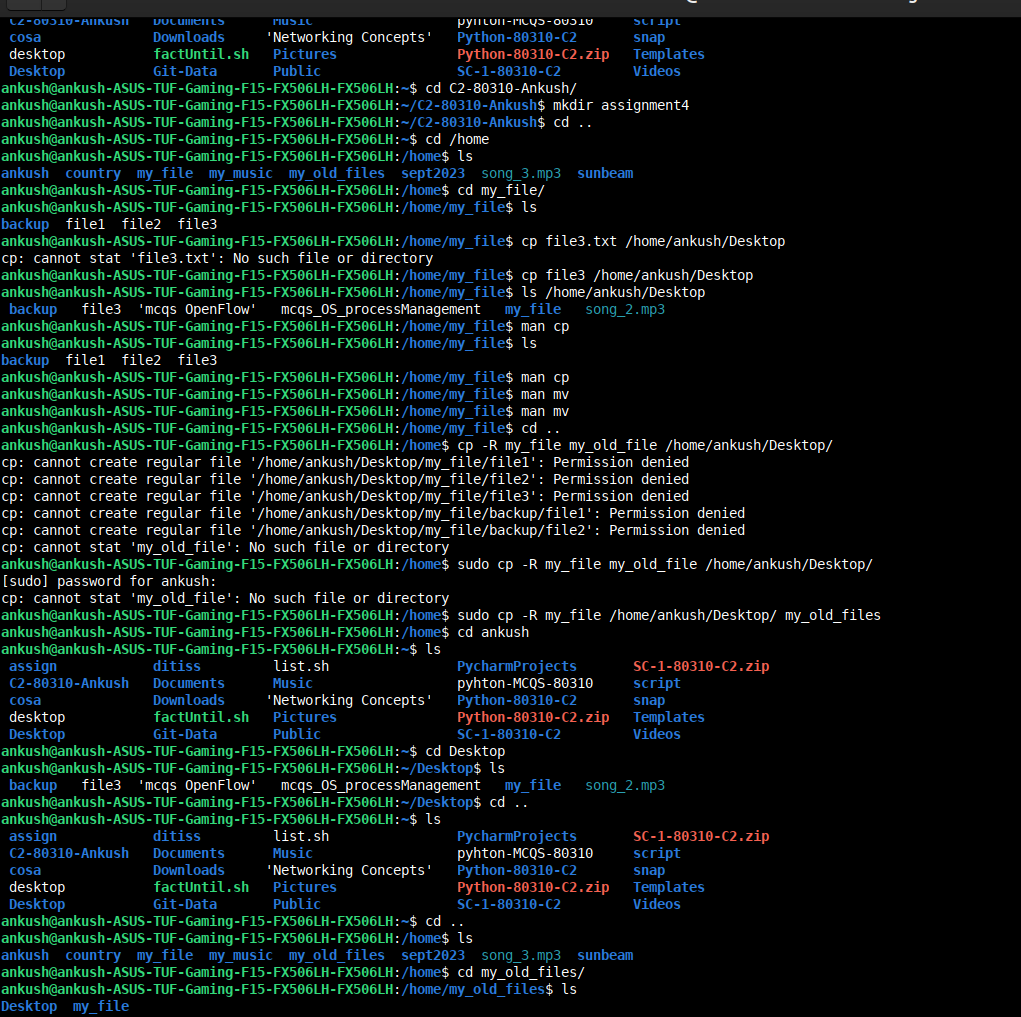 C2-80310-Ankush Documents Music pyhton-MCQS-80310 script
cosa Downloads 'Networking Concepts' Python-80310-C2 snap
desktop factUntil.sh Pictures Python-80310-C2.zip Templates
Desktop Git-Data Public SC-1-80310-C2 Videos
ankush@ankush-ASUS-TUF-Gaming-F15-FX506LH-FX506LH:~$ cd C2-80310-Ankush/
ankush@ankush-ASUS-TUF-Gaming-F15-FX506LH-FX506LH:~/C2-80310-Ankush$ mkdir assignment4
ankush@ankush-ASUS-TUF-Gaming-F15-FX506LH-FX506LH:~/C2-80310-Ankush$ cd ..
ankush@ankush-ASUS-TUF-Gaming-F15-FX506LH-FX506LH:~$ cd /home
ankush@ankush-ASUS-TUF-Gaming-F15-FX506LH-FX506LH:/home$ ls
ankush country my_file my_music my_old_files sept2023 song_3.mp3 sunbeam
ankush@ankush-ASUS-TUF-Gaming-F15-FX506LH-FX506LH:/home$ cd my_file/
ankush@ankush-ASUS-TUF-Gaming-F15-FX506LH-FX506LH:/home/my_file$ ls
backup file1 file2 file3
ankush@ankush-ASUS-TUF-Gaming-F15-FX506LH-FX506LH:/home/my_file$ cp file3.txt /home/ankush/Desktop
cp: cannot stat 'file3.txt': No such file or directory
ankush@ankush-ASUS-TUF-Gaming-F15-FX506LH-FX506LH:/home/my_file$ cp file3 /home/ankush/Desktop
ankush@ankush-ASUS-TUF-Gaming-F15-FX506LH-FX506LH:/home/my_file$ ls /home/ankush/Desktop
backup file3 'mcqs OpenFlow' mcqs_OS_processManagement my_file song_2.mp3
ankush@ankush-ASUS-TUF-Gaming-F15-FX506LH-FX506LH:/home/my_file$ man cp
ankush@ankush-ASUS-TUF-Gaming-F15-FX506LH-FX506LH:/home/my_file$ ls
backup file1 file2 file3
ankush@ankush-ASUS-TUF-Gaming-F15-FX506LH-FX506LH:/home/my_file$ man cp
ankush@ankush-ASUS-TUF-Gaming-F15-FX506LH-FX506LH:/home/my_file$ man mv
ankush@ankush-ASUS-TUF-Gaming-F15-FX506LH-FX506LH:/home/my_file$ man mv
ankush@ankush-ASUS-TUF-Gaming-F15-FX506LH-FX506LH:/home/my_file$ cd ..
ankush@ankush-ASUS-TUF-Gaming-F15-FX506LH-FX506LH:/home$ cp -R my_file my_old_file /home/ankush/Desktop/
cp: cannot create regular file '/home/ankush/Desktop/my_file/file1': Permission denied
cp: cannot create regular file '/home/ankush/Desktop/my_file/file2': Permission denied
cp: cannot create regular file '/home/ankush/Desktop/my_file/file3': Permission denied
cp: cannot create regular file '/home/ankush/Desktop/my_file/backup/file1': Permission denied
cp: cannot create regular file '/home/ankush/Desktop/my_file/backup/file2': Permission denied
cp: cannot stat 'my_old_file': No such file or directory
ankush@ankush-ASUS-TUF-Gaming-F15-FX506LH-FX506LH:/home$ sudo cp -R my_file my_old_file /home/ankush/Desktop/
[sudo] password for ankush:
cp: cannot stat 'my_old_file': No such file or directory
ankush@ankush-ASUS-TUF-Gaming-F15-FX506LH-FX506LH:/home$ sudo cp -R my_file /home/ankush/Desktop/ my_old_files
ankush@ankush-ASUS-TUF-Gaming-F15-FX506LH-FX506LH:/home$ cd ankush
ankush@ankush-ASUS-TUF-Gaming-F15-FX506LH-FX506LH:~$ ls
assign ditiss list.sh PycharmProjects SC-1-80310-C2.zip
C2-80310-Ankush Documents Music pyhton-MCQS-80310 script
cosa Downloads 'Networking Concepts' Python-80310-C2 snap
desktop factUntil.sh Pictures Python-80310-C2.zip Templates
Desktop Git-Data Public SC-1-80310-C2 Videos
ankush@ankush-ASUS-TUF-Gaming-F15-FX506LH-FX506LH:~$ cd Desktop
ankush@ankush-ASUS-TUF-Gaming-F15-FX506LH-FX506LH:~/Desktop$ ls
backup file3 'mcqs OpenFlow' mcqs_OS_processManagement my_file song_2.mp3
ankush@ankush-ASUS-TUF-Gaming-F15-FX506LH-FX506LH:~/Desktop$ cd ..
ankush@ankush-ASUS-TUF-Gaming-F15-FX506LH-FX506LH:~$ ls
assign ditiss list.sh PycharmProjects SC-1-80310-C2.zip
C2-80310-Ankush Documents Music pyhton-MCQS-80310 script
cosa Downloads 'Networking Concepts' Python-80310-C2 snap
desktop factUntil.sh Pictures Python-80310-C2.zip Templates
Desktop Git-Data Public SC-1-80310-C2 Videos
ankush@ankush-ASUS-TUF-Gaming-F15-FX506LH-FX506LH:~$ cd ..
ankush@ankush-ASUS-TUF-Gaming-F15-FX506LH-FX506LH:/home$ ls
ankush country my_file my_music my_old_files sept2023 song_3.mp3 sunbeam
ankush@ankush-ASUS-TUF-Gaming-F15-FX506LH-FX506LH:/home$ cd my_old_files/
ankush@ankush-ASUS-TUF-Gaming-F15-FX506LH-FX506LH:/home/my_old_files$ ls
Desktop my_file